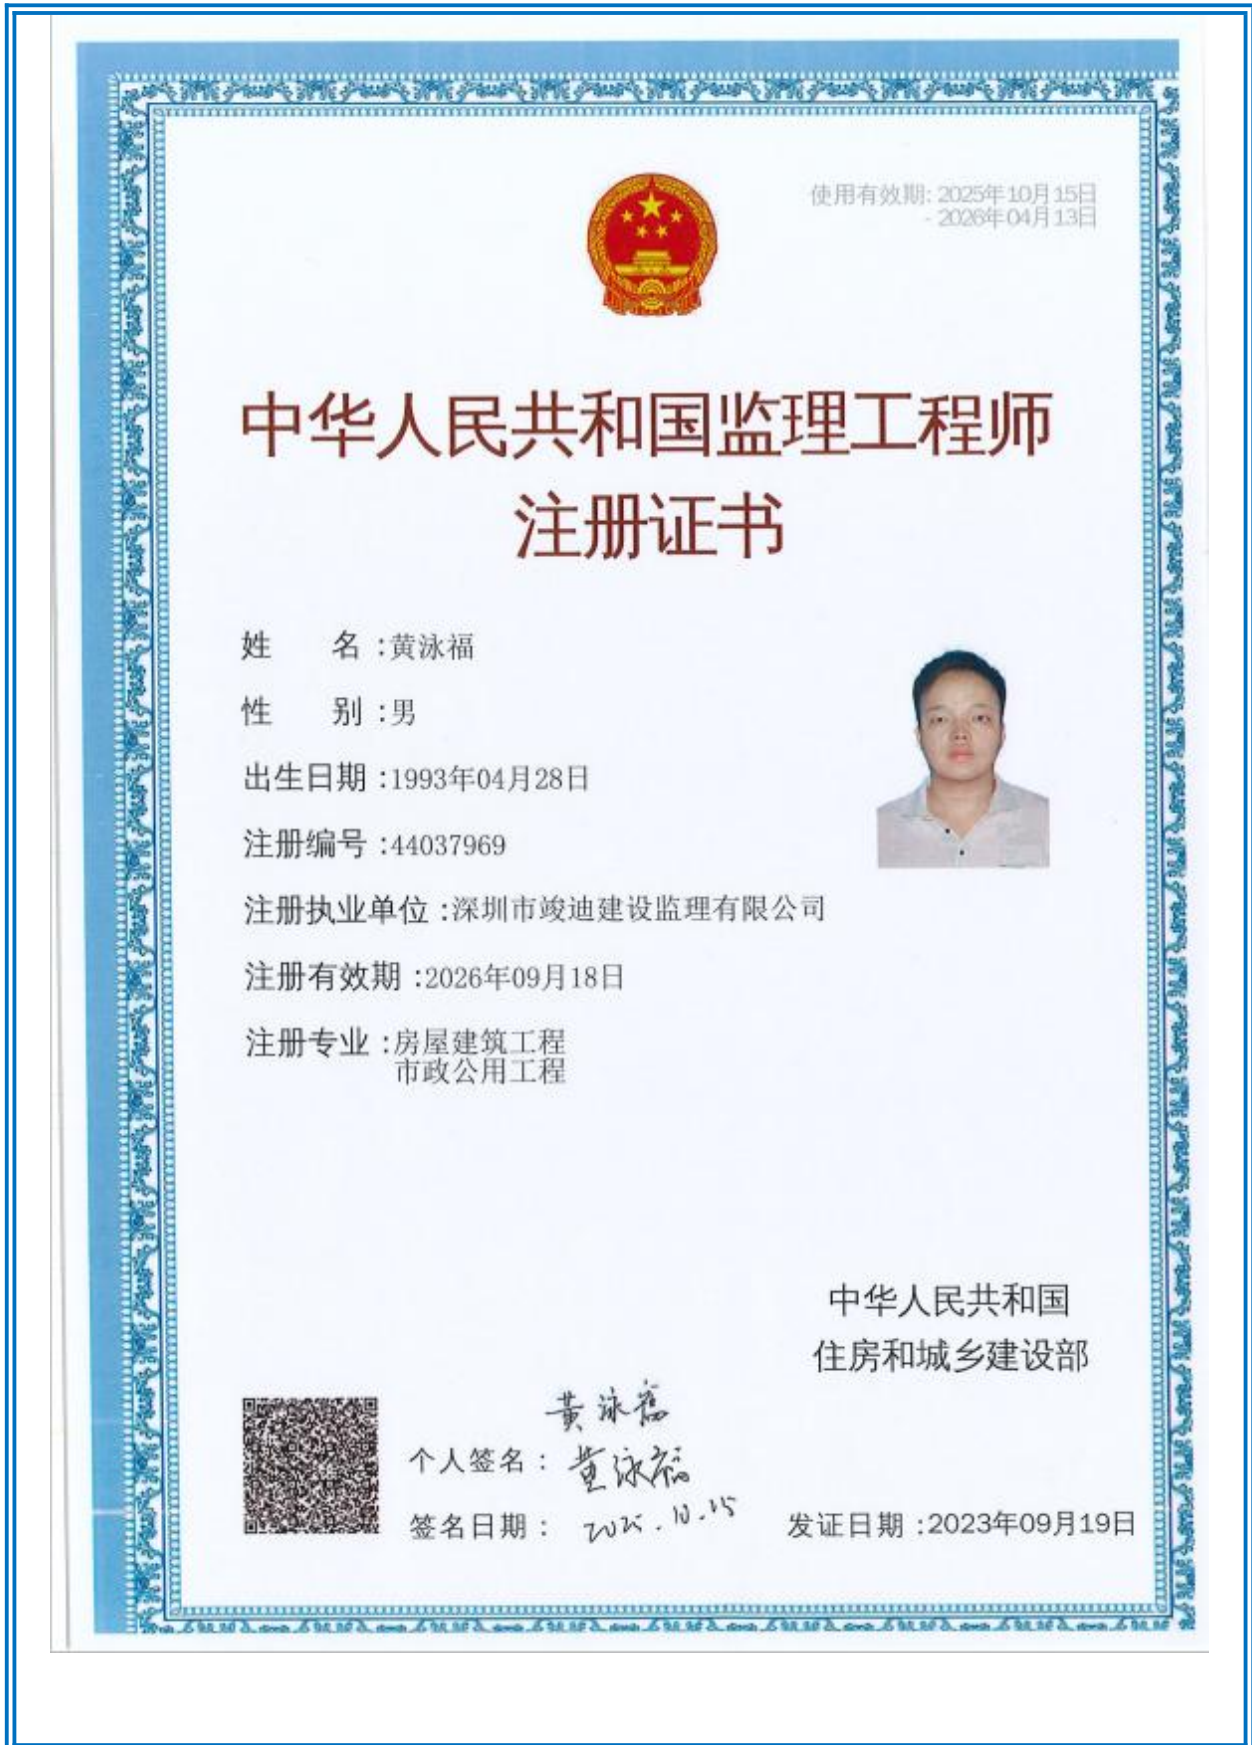 使用有效期: 2025年10月15日
- 2026年04月13日
中华人民共和国监理工程师
注册证书
姓 名 :黄泳福
性 别 :男
出生日期 :1993年04月28日
注册编号 :44037969
注册执业单位 :深圳市竣迪建设监理有限公司
注册有效期 :2026年09月18日
注册专业 :房屋建筑工程
市政公用工程
中华人民共和国
住房和城乡建设部
黄泳福
个人签名 : 黄泳福
签名日期 : 2025.10.15
发证日期 :2023年09月19日